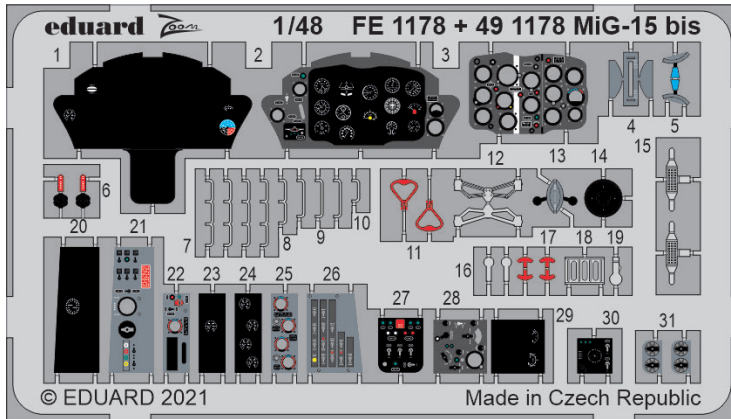 eduard Zoom 1/48 FE 1178 + 49 1178 MiG-15 bis
1 2 3
4 5
6 12 13 14 15
20 21 7 8 9 10 11
16 17 18 19
22 23 24 25 26
27 28 29 30 31
© EDUARD 2021 Made in Czech Republic